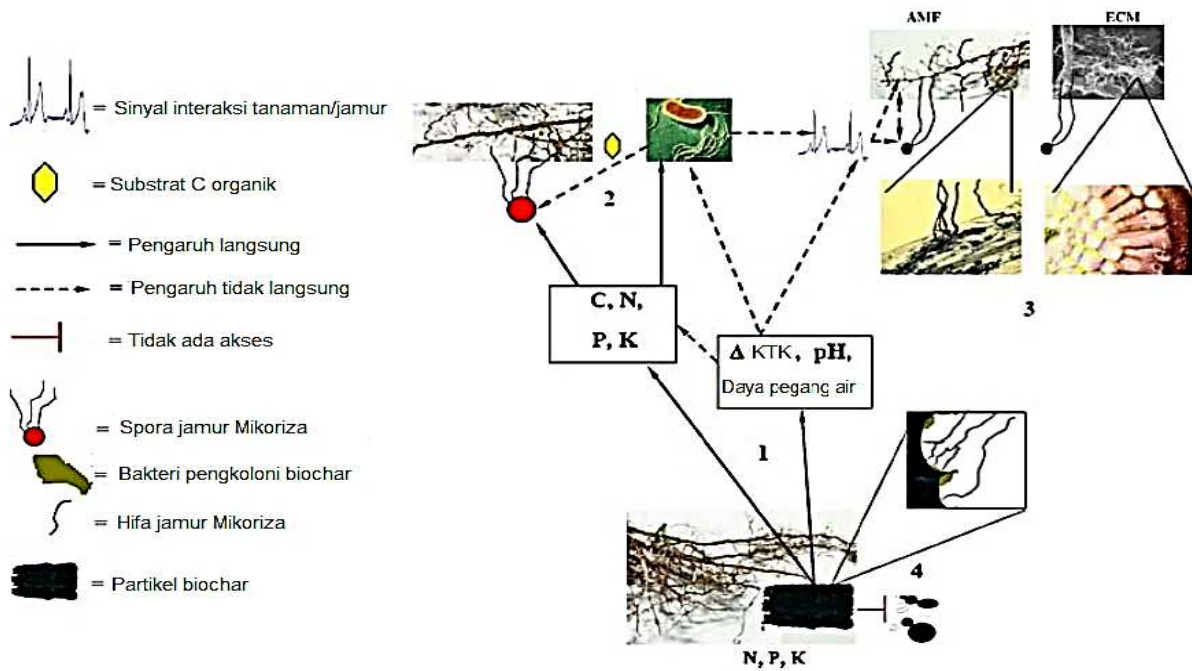 AMF
ECM
= Sinyal interaksi tanaman/jamur
= Substrat C organik
= Pengaruh langsung
= Pengaruh tidak langsung
= Tidak ada akses
= Spora jamur Mikoriza
= Bakteri pengkoloni biochar
= Hifa jamur Mikoriza
= Partikel biochar
2
3
C, N,
P, K
Δ KTK, pH,
Daya pegang air
1
4
N, P, K